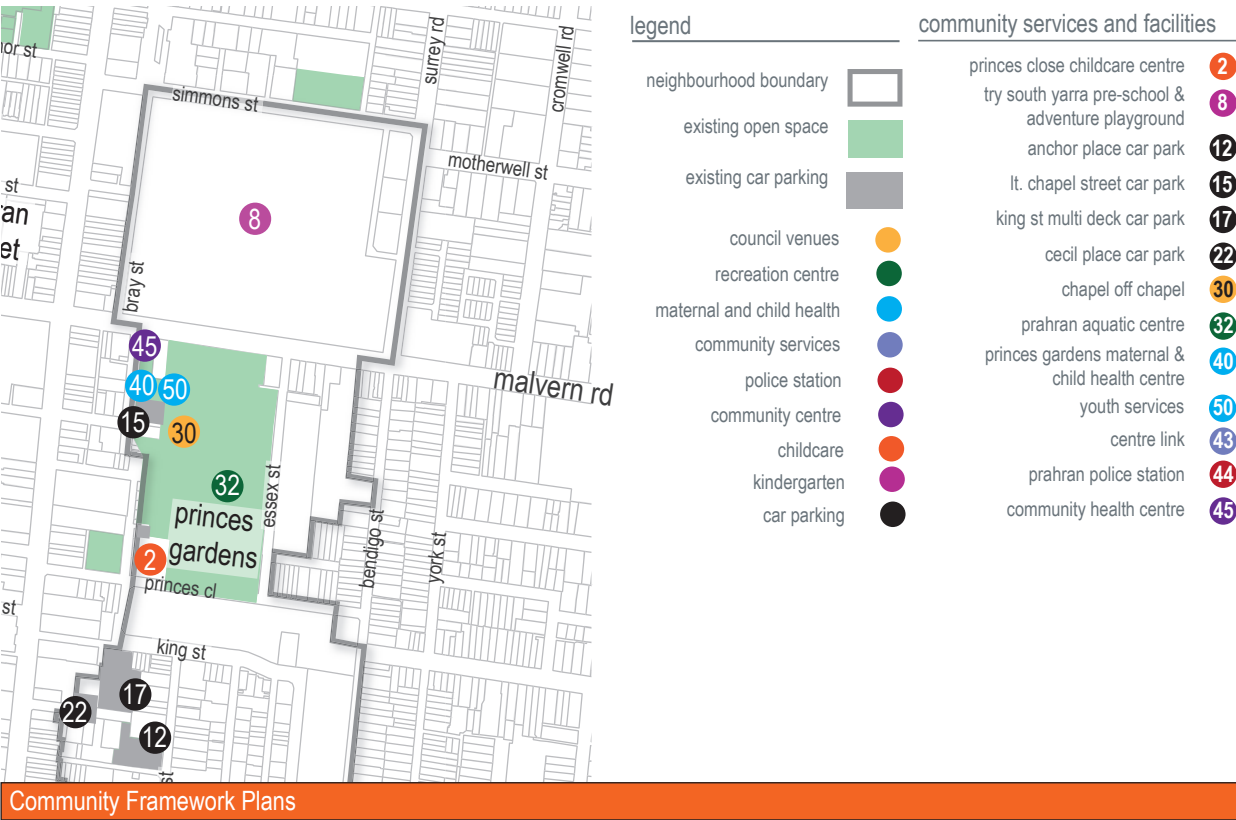 nor st
surrey rd
cromwell rd
simmons st
motherwell st
st
ran
et
8
bray st
45
malvern rd
40
50
15
30
essex st
32
princes
gardens
bendigo st
york st
2
princes cl
st
king st
17
22
12
st
legend
neighbourhood boundary
existing open space
existing car parking
council venues
recreation centre
maternal and child health
community services
police station
community centre
childcare
kindergarten
car parking
community services and facilities
princes close childcare centre 2
try south yarra pre-school & 8
adventure playground
anchor place car park 12
lt. chapel street car park 15
king st multi deck car park 17
cecil place car park 22
chapel off chapel 30
prahran aquatic centre 32
princes gardens maternal & 40
child health centre
youth services 50
centre link 43
prahran police station 44
community health centre 45
Community Framework Plans